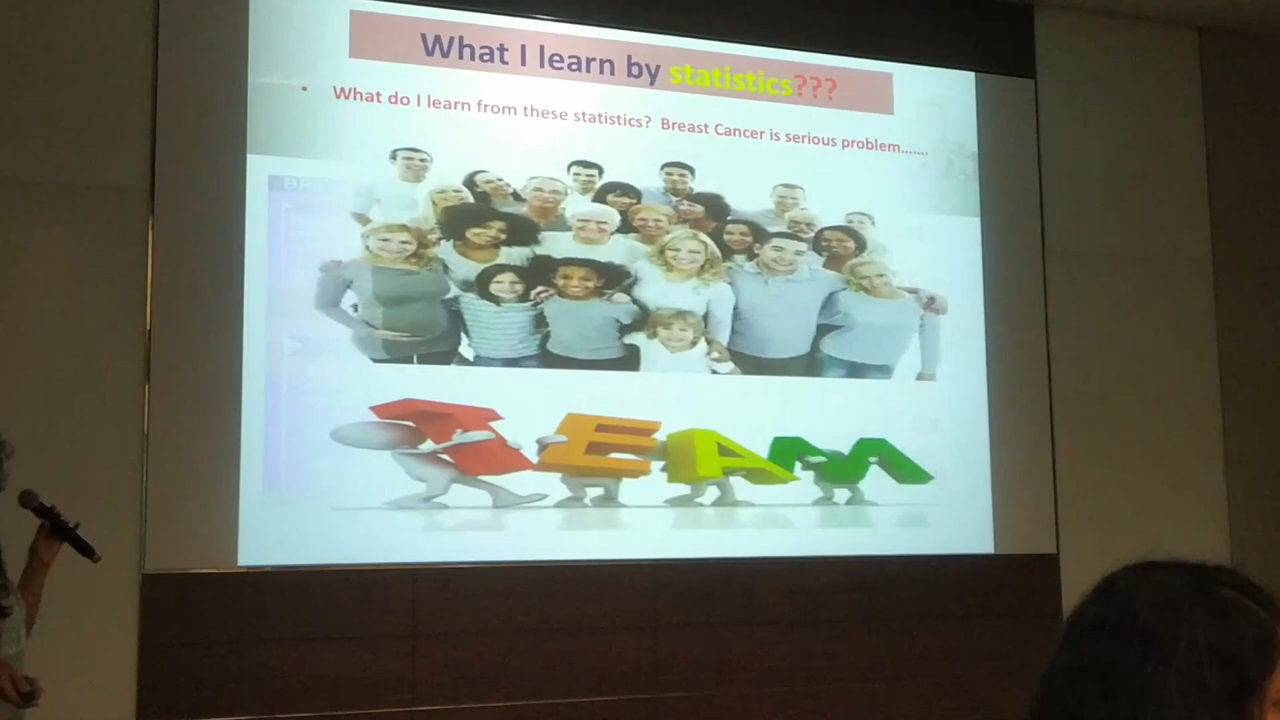 What I learn by statistics???
• What do I learn from these statistics? Breast Cancer is serious problem.......
TEAM